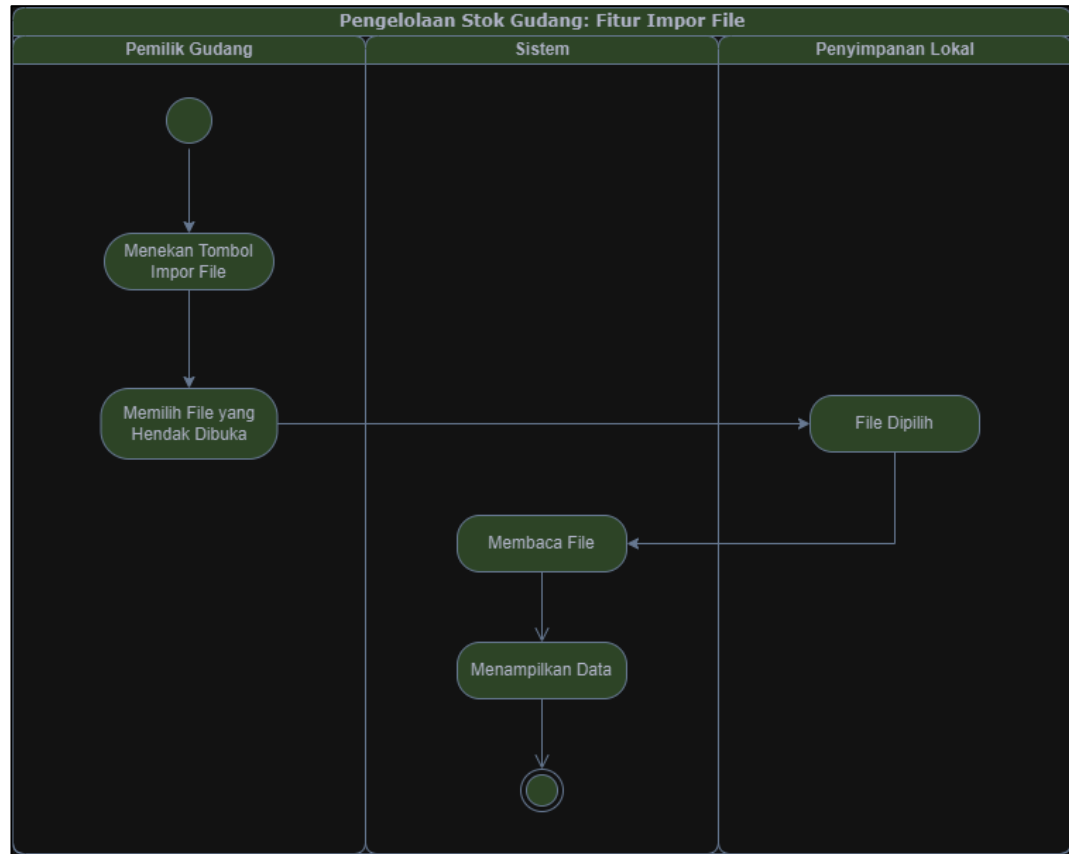 Pengelolaan Stok Gudang: Fitur Impor File
Pemilik Gudang
Sistem
Penyimpanan Lokal
Menekan Tombol
Impor File
Memilih File yang
Hendak Dibuka
File Dipilih
Membaca File
Menampilkan Data